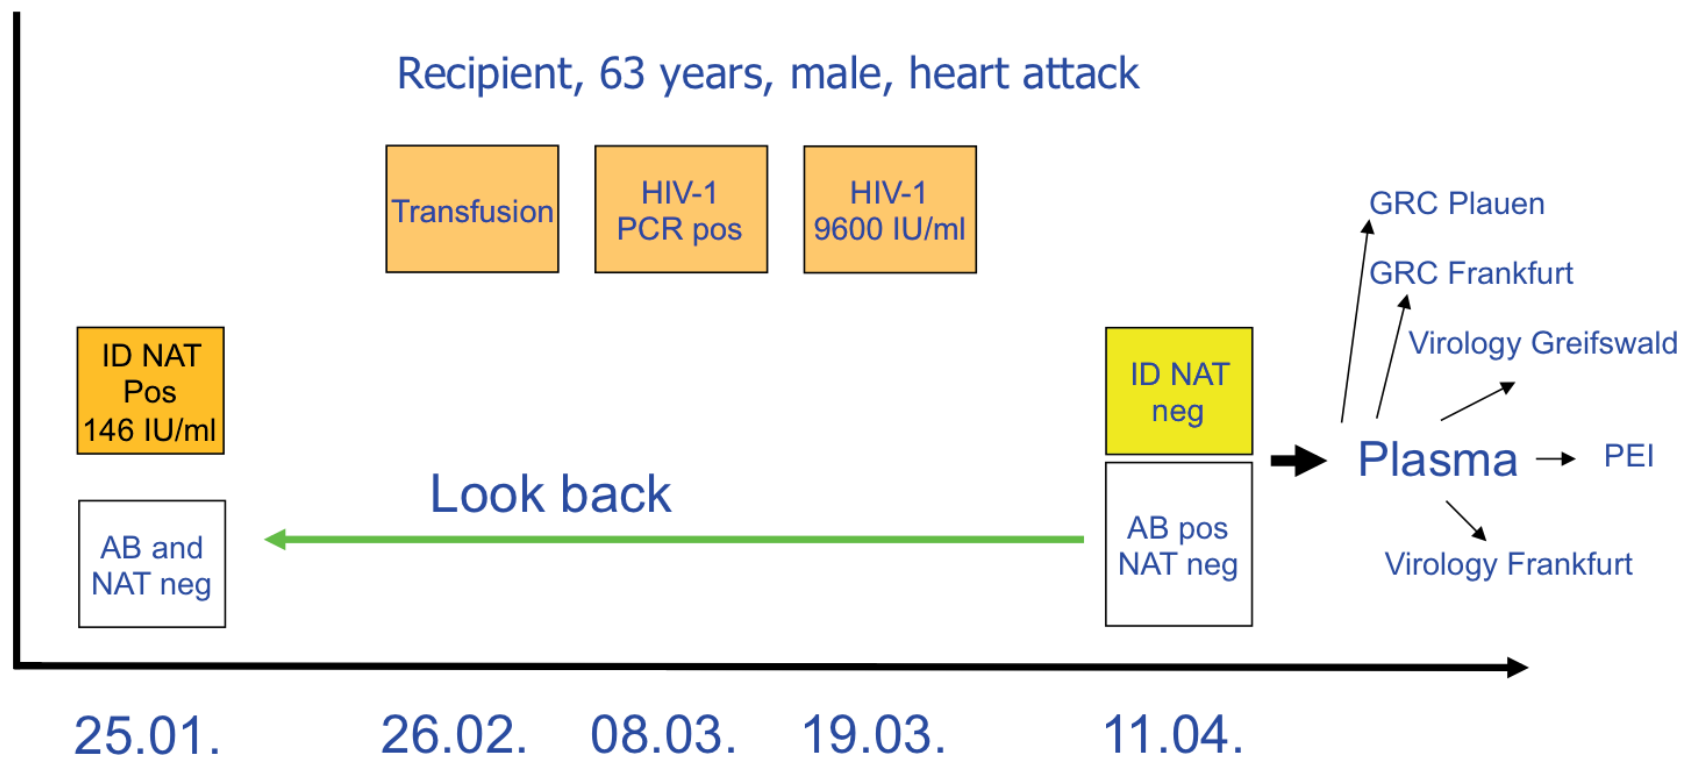 Recipient, 63 years, male, heart attack
Transfusion
HIV-1
PCR pos
HIV-1
9600 IU/ml
GRC Plauen
GRC Frankfurt
Virology Greifswald
Plasma
PEI
Virology Frankfurt
ID NAT
Pos
146 IU/ml
ID NAT
neg
Look back
AB and
NAT neg
AB pos
NAT neg
25.01.
26.02.
08.03.
19.03.
11.04.